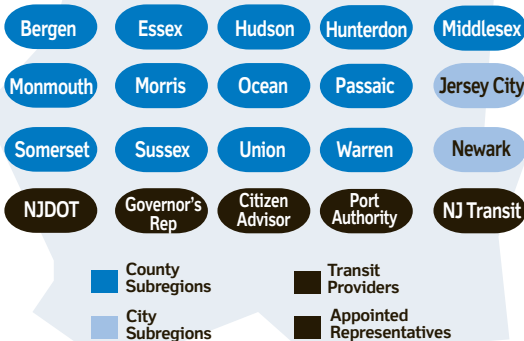 Bergen Essex Hudson Hunterdon Middlesex
Monmouth Morris Ocean Passaic Jersey City
Somerset Sussex Union Warren Newark
NJDOT Governor's Rep Citizen Advisor Port Authority NJ Transit
County Subregions
Transit Providers
City Subregions
Appointed Representatives